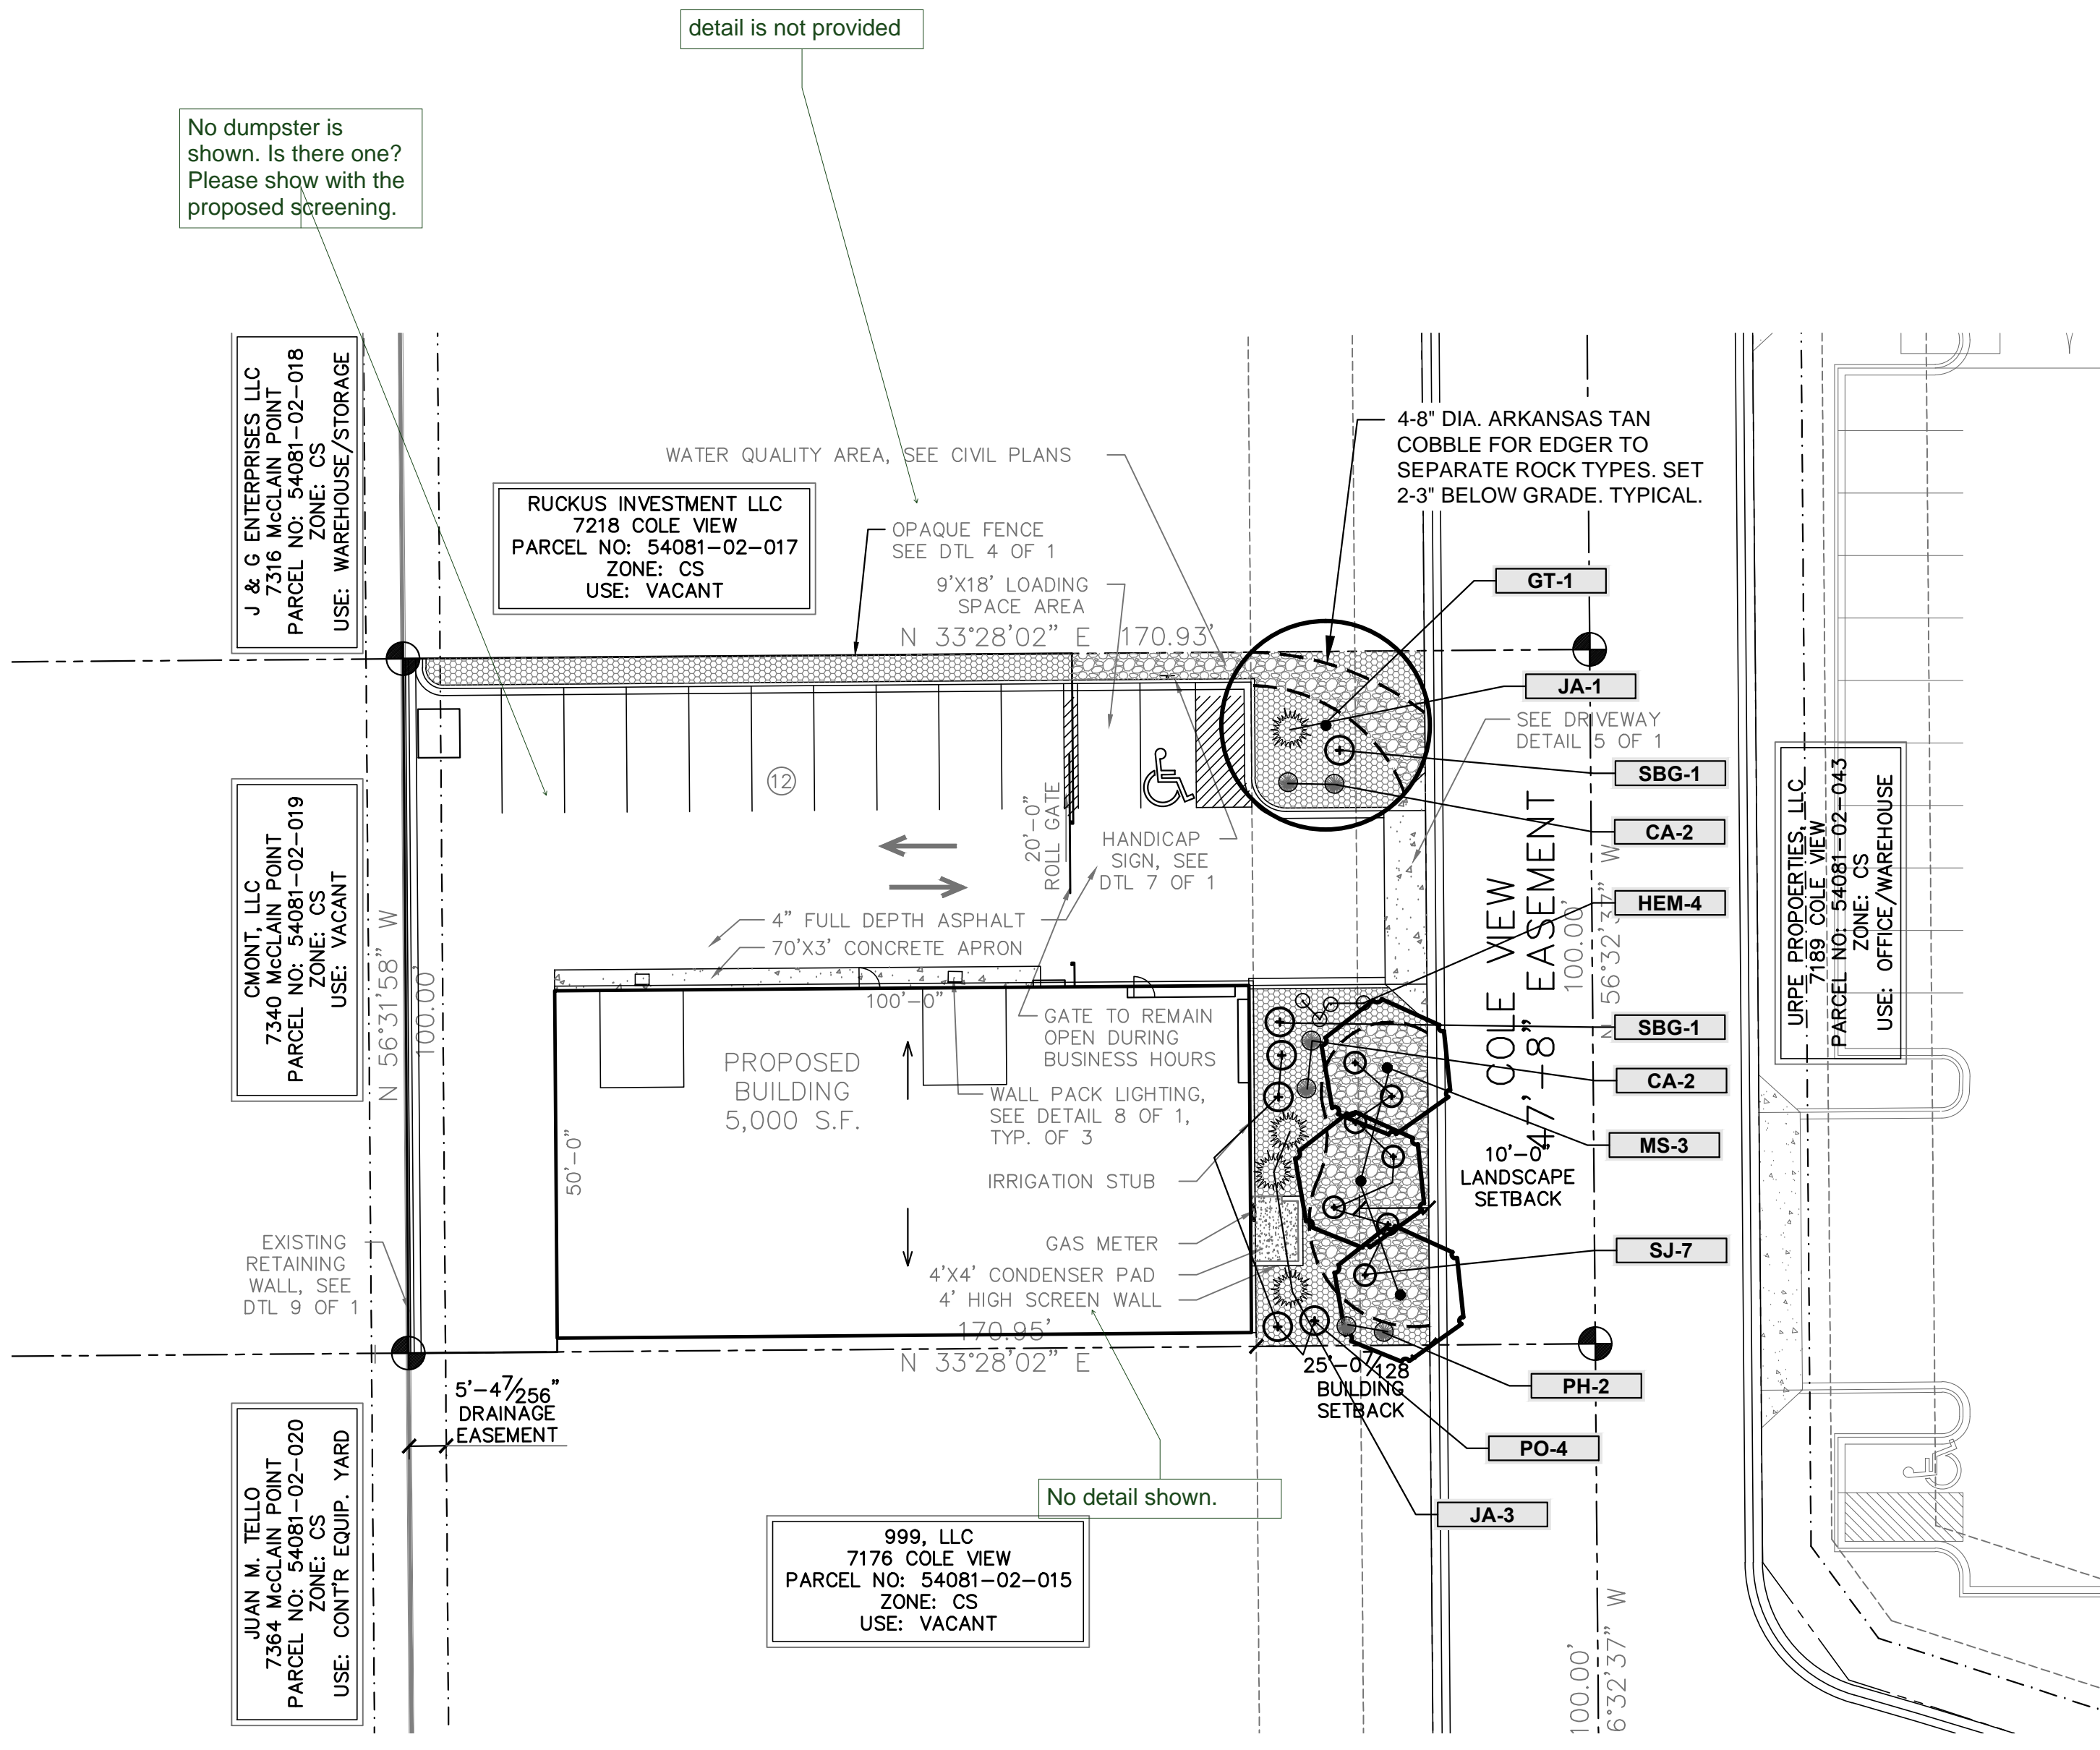 detail is not provided
No dumpster is
shown. Is there one?
Please show with the
proposed screening.
J & G ENTERPRISES LLC
7316 McCLAIN POINT
PARCEL NO: 54081-02-018
ZONE: CS
USE: WAREHOUSE/STORAGE
WATER QUALITY AREA, SEE CIVIL PLANS
4-8" DIA. ARKANSAS TAN
COBBLE FOR EDGER TO
SEPARATE ROCK TYPES. SET
2-3" BELOW GRADE. TYPICAL.
RUCKUS INVESTMENT LLC
7218 COLE VIEW
PARCEL NO: 54081-02-017
ZONE: CS
USE: VACANT
OPAQUE FENCE
SEE DTL 4 OF 1
9'X18' LOADING
SPACE AREA
N 33°28'02" E 170.93'
GT-1
JA-1
SEE DRIVEWAY
DETAIL 5 OF 1
SBG-1
CA-2
HEM-4
SBG-1
CA-2
MS-3
SJ-7
PH-2
PO-4
JA-3
12
20'-0"
ROLL GATE
HANDICAP
SIGN, SEE
DTL 7 OF 1
4" FULL DEPTH ASPHALT
70'X3' CONCRETE APRON
100'-0"
GATE TO REMAIN
OPEN DURING
BUSINESS HOURS
PROPOSED
BUILDING
5,000 S.F.
50'-0"
WALL PACK LIGHTING,
SEE DETAIL 8 OF 1,
TYP. OF 3
IRRIGATION STUB
GAS METER
4'X4' CONDENSER PAD
4' HIGH SCREEN WALL
170.95'
N 33°28'02" E
CMONT, LLC
7340 McCLAIN POINT
PARCEL NO: 54081-02-019
ZONE: CS
USE: VACANT
N 56°31'58" W
100.00'
EXISTING
RETAINING
WALL, SEE
DTL 9 OF 1
5'-4 7/256"
DRAINAGE
EASEMENT
COLE VIEW
47'-8" EASEMENT
100.00'
N 56°32'37" W
10'-0"
LANDSCAPE
SETBACK
25'-0 7/128"
BUILDING
SETBACK
URPE PROPOERTIES, LLC
7189 COLE VIEW
PARCEL NO: 54081-02-043
ZONE: CS
USE: OFFICE/WAREHOUSE
JUAN M. TELLO
7364 McCLAIN POINT
PARCEL NO: 54081-02-020
ZONE: CS
USE: CONT'R EQUIP. YARD
No detail shown.
999, LLC
7176 COLE VIEW
PARCEL NO: 54081-02-015
ZONE: CS
USE: VACANT
100.00'
6°32'37" W